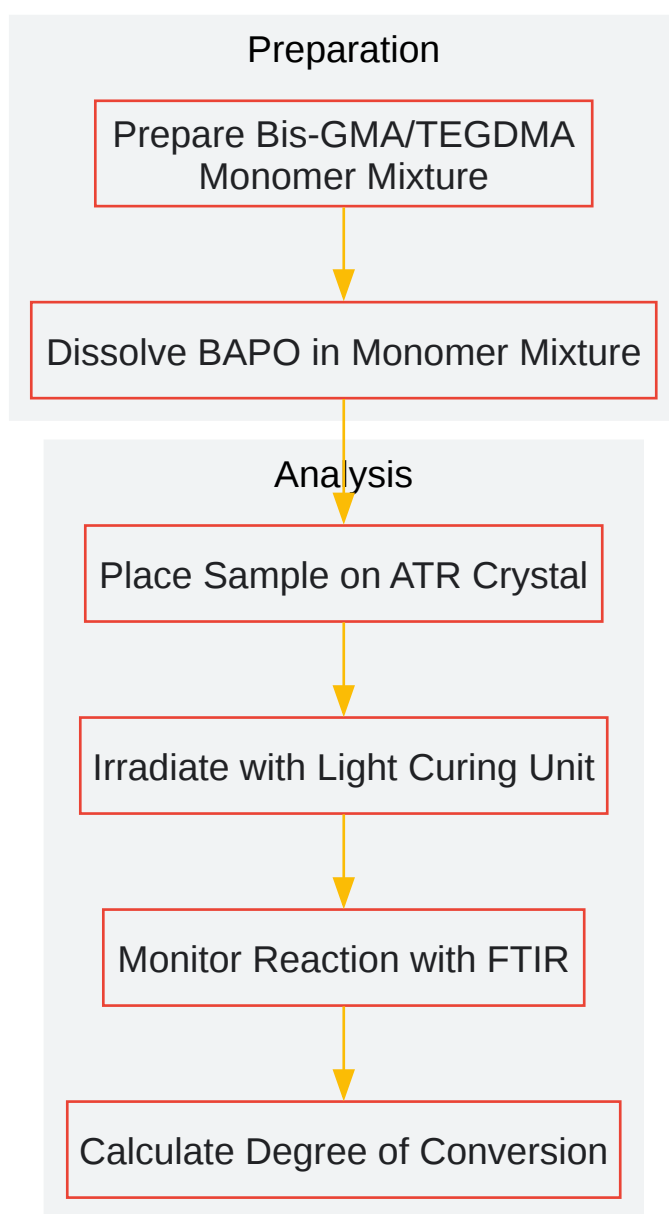 Preparation
Prepare Bis-GMA/TEGDMA
Monomer Mixture
Dissolve BAPO in Monomer Mixture
Analysis
Place Sample on ATR Crystal
Irradiate with Light Curing Unit
Monitor Reaction with FTIR
Calculate Degree of Conversion